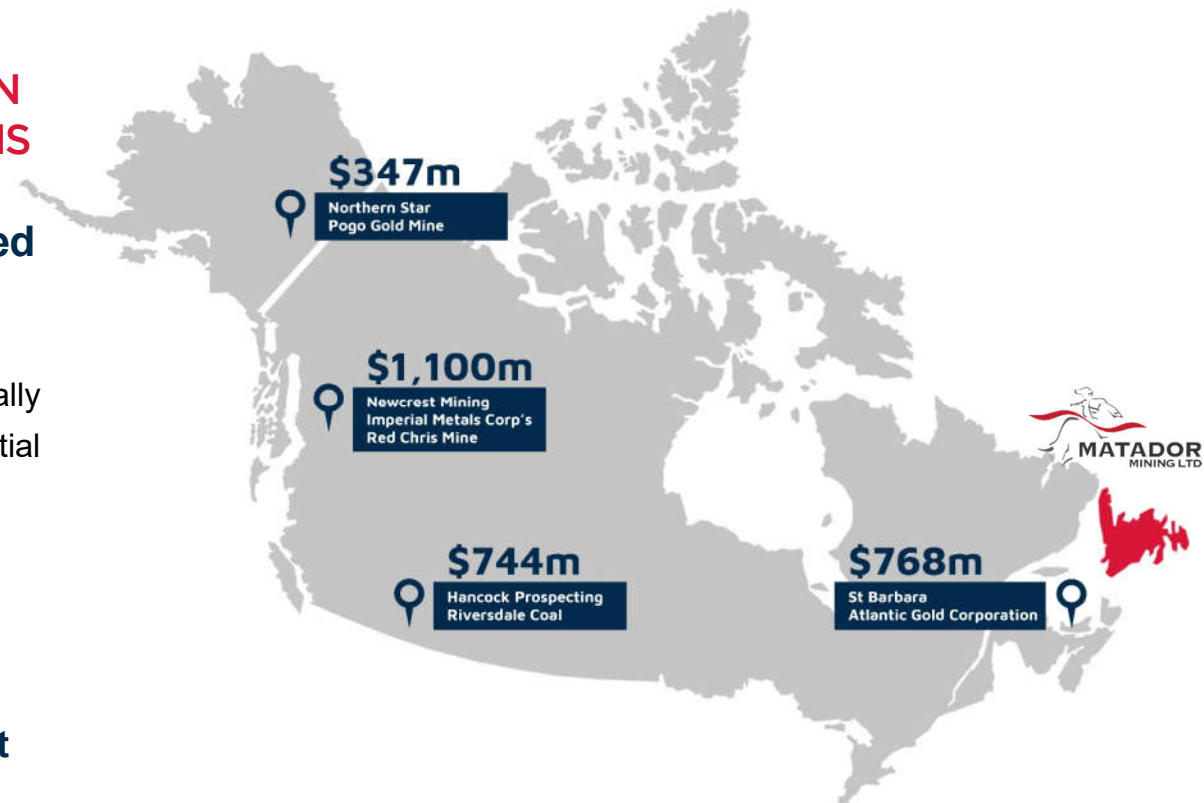 N
NS
ed
ally
tial
t
$347m
Northern Star
Pogo Gold Mine
$1,100m
Newcrest Mining
Imperial Metals Corp's
Red Chris Mine
$744m
Hancock Prospecting
Riversdale Coal
$768m
St Barbara
Atlantic Gold Corporation
MATADOR
MINING LTD